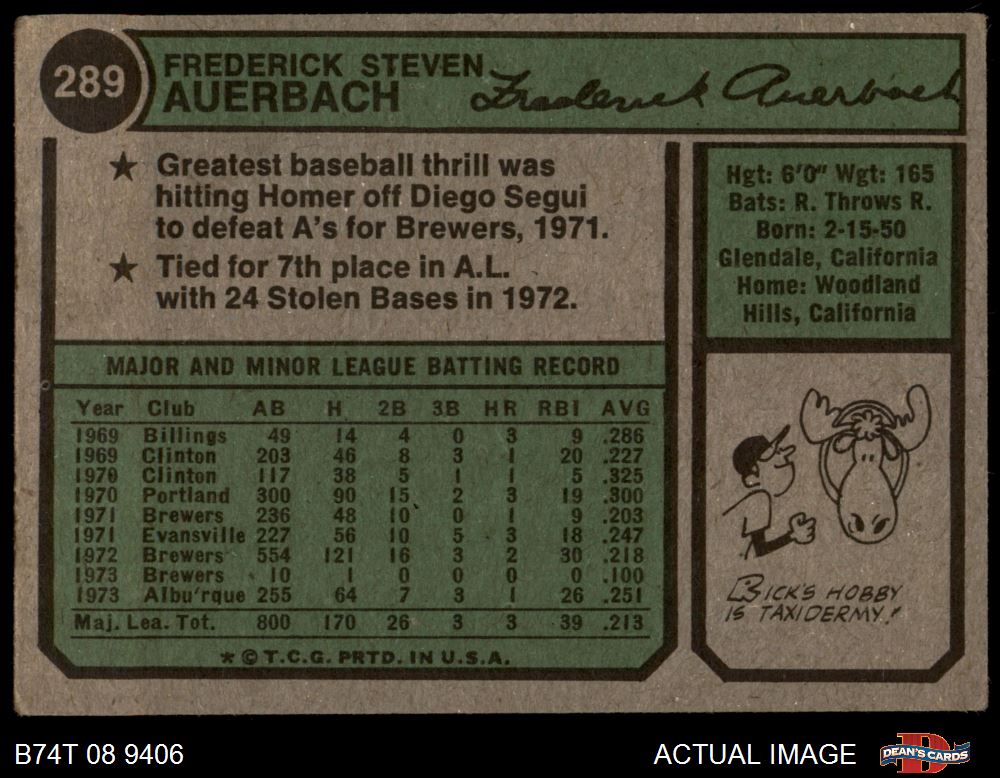 289
FREDERICK STEVEN
AUERBACH
Frederick Auerbach
★ Greatest baseball thrill was
hitting Homer off Diego Segui
to defeat A's for Brewers, 1971.
★ Tied for 7th place in A.L.
with 24 Stolen Bases in 1972.
Hgt: 6'0" Wgt: 165
Bats: R. Throws R.
Born: 2-15-50
Glendale, California
Home: Woodland
Hills, California
MAJOR AND MINOR LEAGUE BATTING RECORD
Year Club AB H 2B 3B HR RBI AVG
1969 Billings 49 14 4 0 3 9 .286
1969 Clinton 203 46 8 3 1 20 .227
1970 Clinton 117 38 5 1 1 5 .325
1970 Portland 300 90 15 2 3 19 .300
1971 Brewers 236 48 10 0 1 9 .203
1971 Evansville 227 56 10 5 3 18 .247
1972 Brewers 554 121 16 3 2 30 .218
1973 Brewers 10 1 0 0 0 0 .100
1973 Albu'rque 255 64 7 3 1 26 .251
Maj. Lea. Tot. 800 170 26 3 3 39 .213
★ © T.C.G. PRTD. IN U.S.A.
RICK'S HOBBY
IS TAXIDERMY!
B74T 08 9406
ACTUAL IMAGE
DEAN'S CARDS